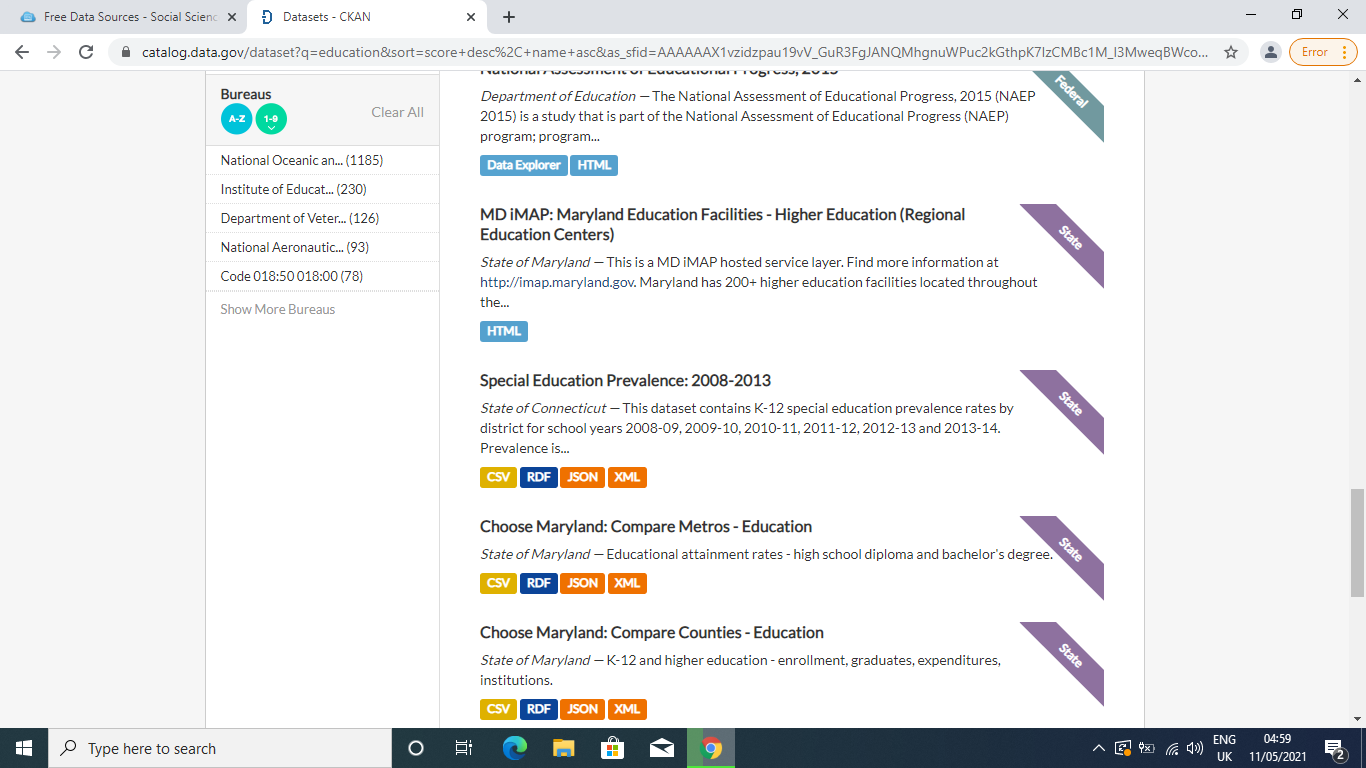 Free Data Sources - Social Scienc
Datasets - CKAN
catalog.data.gov/dataset?q=education&sort=score+desc%2C+name+asc&as_sfid=AAAAAAX1vzidzpau19vV_GuR3FgJANQMhgnuWPuc2kGthpK7IzCMBc1M_I3MweqBWco...
Error
Bureaus
A-Z
1-9
Clear All
National Oceanic an... (1185)
Institute of Educat... (230)
Department of Veter... (126)
National Aeronautic... (93)
Code 018:50 018:00 (78)
Show More Bureaus
National Assessment of Educational Progress, 2015
Federal
Department of Education — The National Assessment of Educational Progress, 2015 (NAEP
2015) is a study that is part of the National Assessment of Educational Progress (NAEP)
program; program...
Data Explorer HTML
MD iMAP: Maryland Education Facilities - Higher Education (Regional
Education Centers)
State
State of Maryland — This is a MD iMAP hosted service layer. Find more information at
http://imap.maryland.gov. Maryland has 200+ higher education facilities located throughout
the...
HTML
Special Education Prevalence: 2008-2013
State
State of Connecticut — This dataset contains K-12 special education prevalence rates by
district for school years 2008-09, 2009-10, 2010-11, 2011-12, 2012-13 and 2013-14.
Prevalence is...
CSV RDF JSON XML
Choose Maryland: Compare Metros - Education
State
State of Maryland — Educational attainment rates - high school diploma and bachelor's degree.
CSV RDF JSON XML
Choose Maryland: Compare Counties - Education
State
State of Maryland — K-12 and higher education - enrollment, graduates, expenditures,
institutions.
CSV RDF JSON XML
Type here to search
ENG
UK
04:59
11/05/2021
2